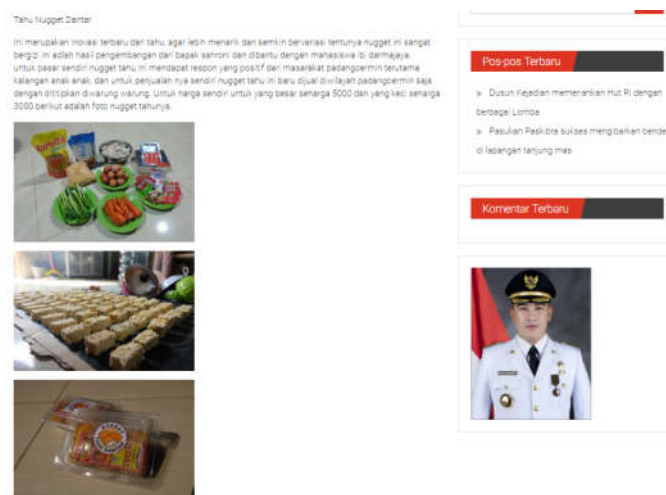 Tahu Nugget Dantar
Ini merupakan inovasi terbaru dari tahu, agar lebih menarik dan semkin bervariasi tentunya nugget ini sangat
bergizi ini adlah hasil pengembangan dari bapak sahroni dan dibantu dengan mahasiswa ibi darmajaya.
untuk pasar sendiri nugget tahu ini mendapat respon yang positif dari masarakat padangcermin terutama
kalangan anak anak, dan untuk penjualan nya sendiri nugget tahu ini baru dijual diwilayah padangcermin saja
dengan dititipkan diwarung warung. Untuk harga sendiri untuk yang besar seharga 5000 dan yang kecil seharga
3000 berikut adalah foto nugget tahunya.
Pos-pos Terbaru
» Dusun Kejadian memeriahkan Hut RI dengan
berbagai Lomba
» Pasukan Paskibra sukses mengibarkan bende
di lapangan tanjung mas
Komentar Terbaru